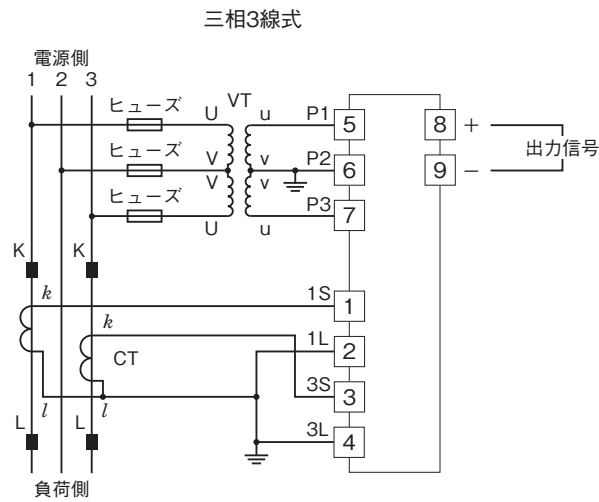 三相3線式
電源側
1 2 3
ヒューズ
VT
U u P1 5 8 +
出力信号
ヒューズ
V v P2 6 9 −
V v
ヒューズ
P3 7
U u
K K
k 1S 1
k 1L 2
CT
3S 3
l l
L L 3L 4
負荷側